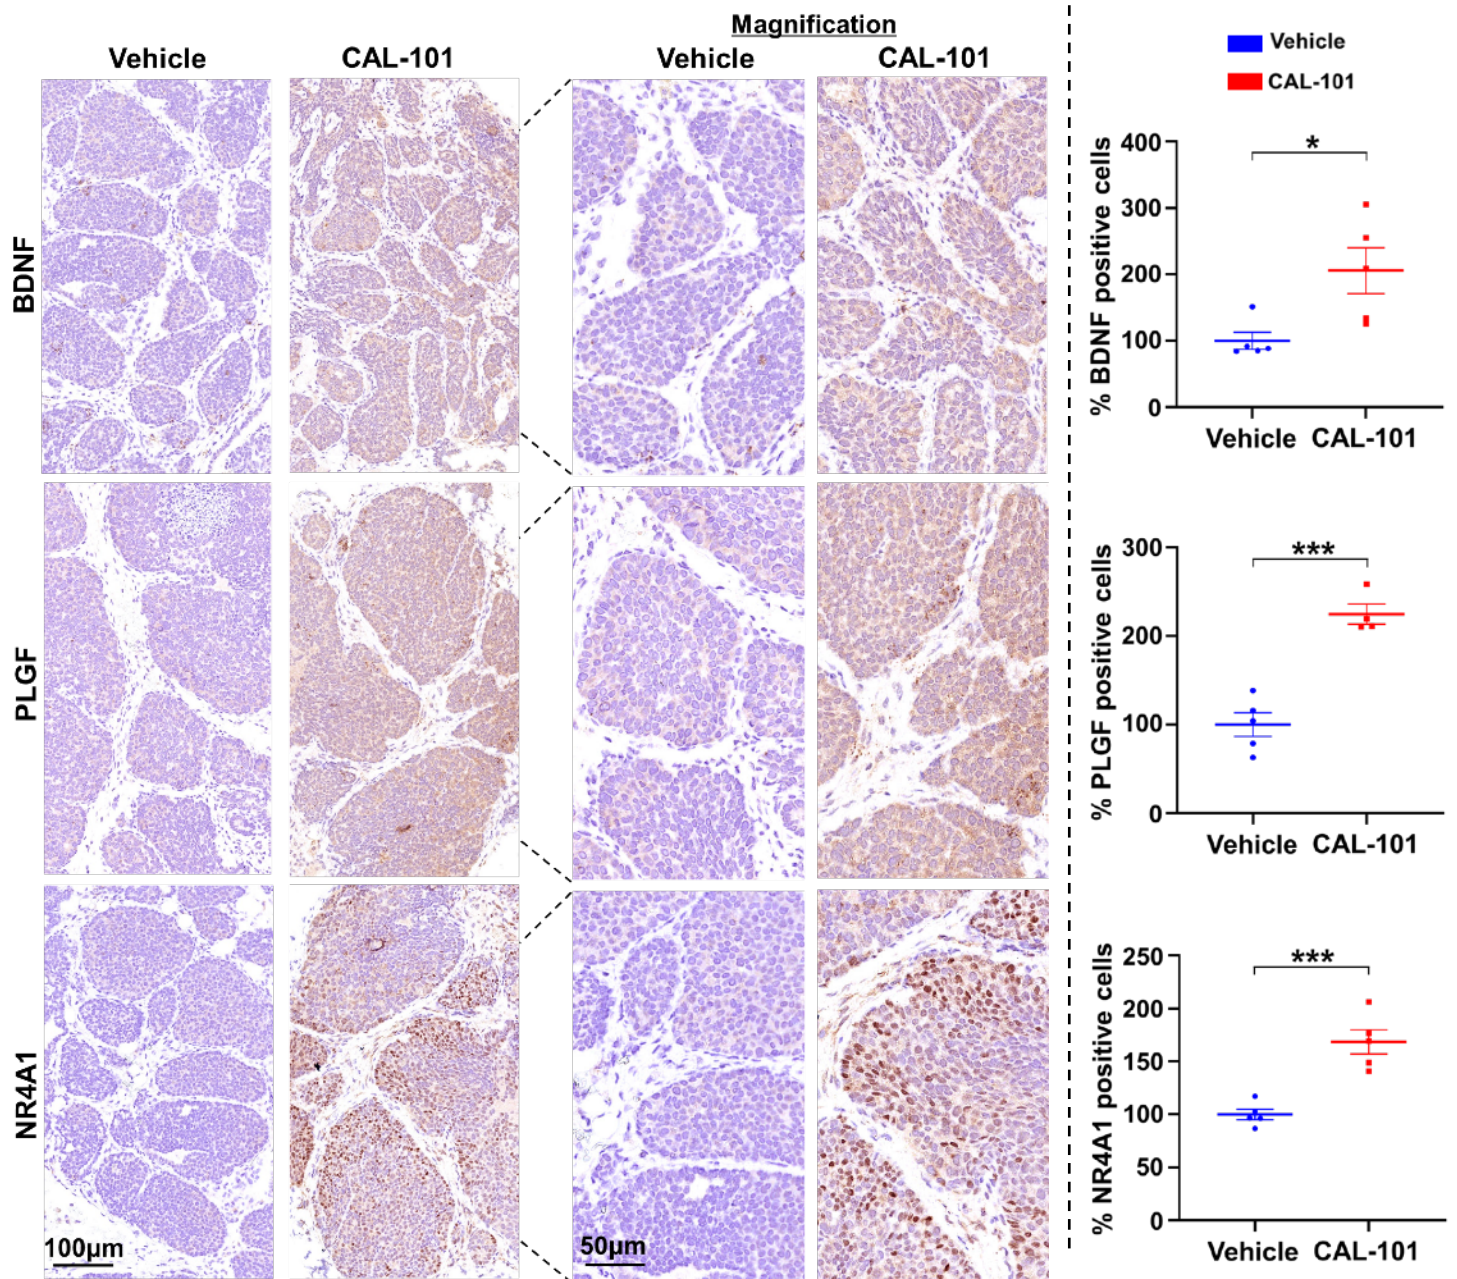 Magnification
Vehicle CAL-101 Vehicle CAL-101
BDNF
PLGF
NR4A1
100µm
50µm
Vehicle
CAL-101
% BDNF positive cells
400
300
200
100
0
*
Vehicle CAL-101
% PLGF positive cells
300
200
100
0
***
Vehicle CAL-101
% NR4A1 positive cells
250
200
150
100
50
0
***
Vehicle CAL-101